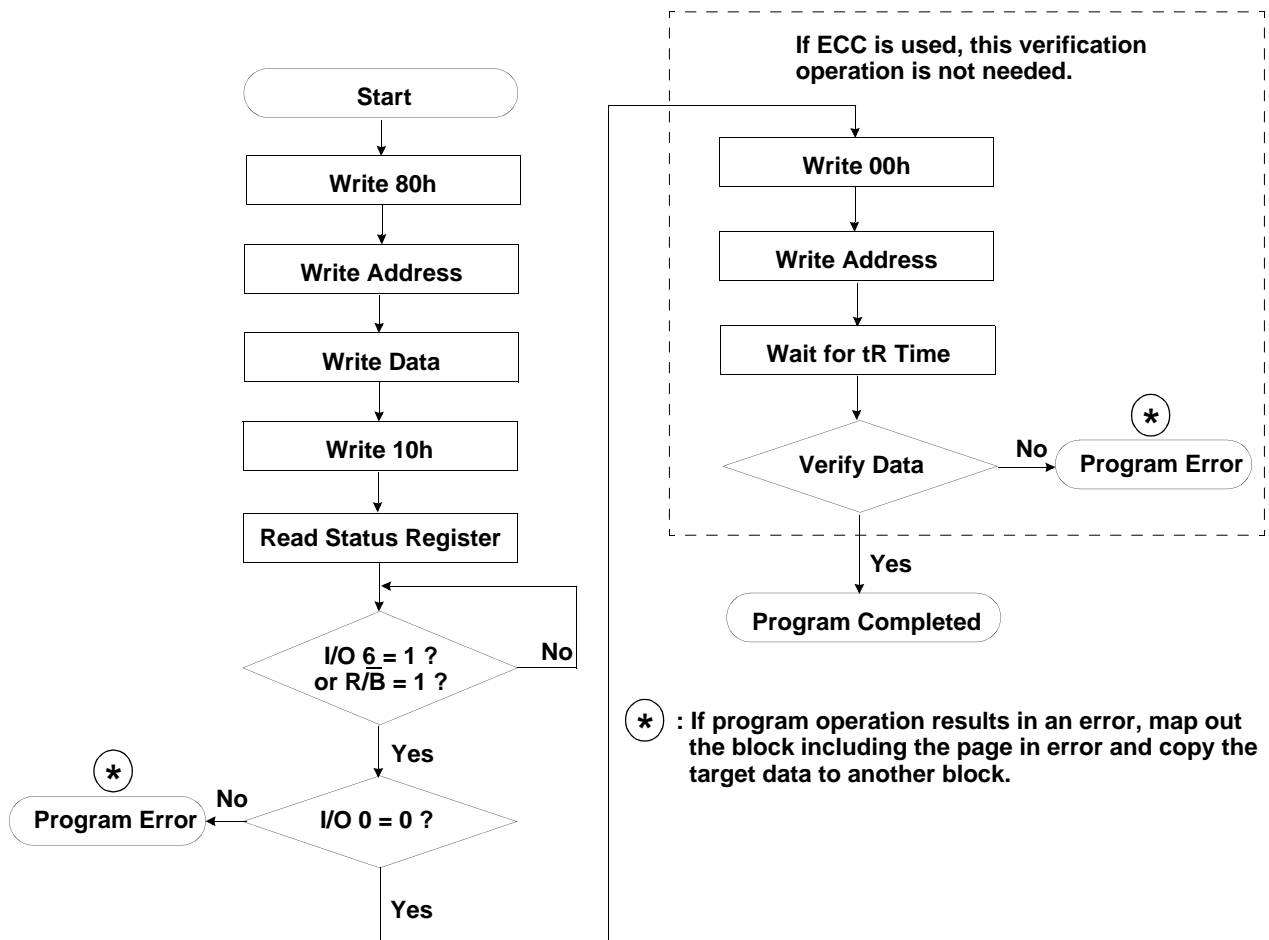 Start
Write 80h
Write Address
Write Data
Write 10h
Read Status Register
I/O 6 = 1 ?
or R/B̅ = 1 ?
No
Yes
*
No
Program Error
I/O 0 = 0 ?
Yes
If ECC is used, this verification
operation is not needed.
Write 00h
Write Address
Wait for tR Time
*
Verify Data
No
Program Error
Yes
Program Completed
* : If program operation results in an error, map out
the block including the page in error and copy the
target data to another block.